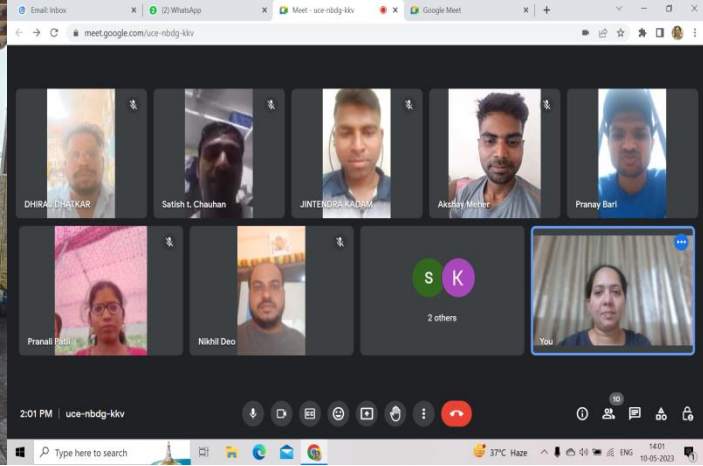 Email: Inbox
(2) WhatsApp
Meet - uce-nbdg-kkv
Google Meet
meet.google.com/uce-nbdg-kkv
DHIRAJ DHATKAR
Satish t. Chauhan
JINTENDRA KADAM
Akshay Meher
Pranay Bari
Pranali Patil
Nikhil Deo
S K
2 others
You
2:01 PM | uce-nbdg-kkv
10
Type here to search
37°C Haze
ENG
14:01
10-05-2023